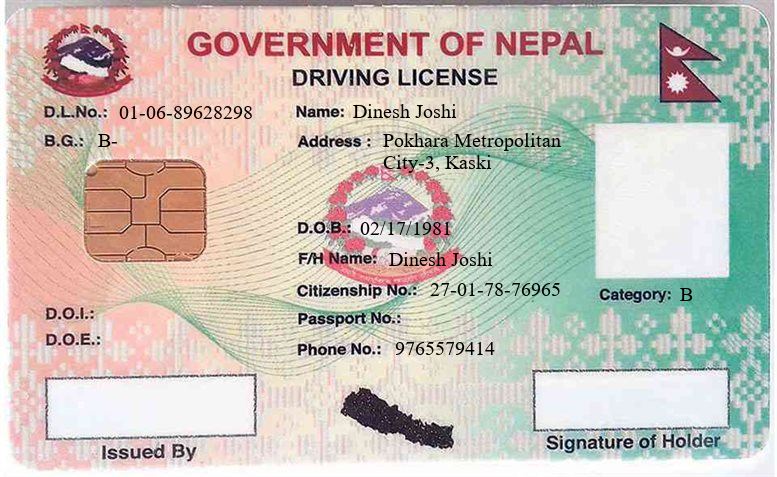 GOVERNMENT OF NEPAL
DRIVING LICENSE
D.L.No.: 01-06-89628298
Name: Dinesh Joshi
B.G.: B-
Address : Pokhara Metropolitan
City-3, Kaski
D.O.B.: 02/17/1981
F/H Name: Dinesh Joshi
Citizenship No.: 27-01-78-76965
Category: B
D.O.I.:
Passport No.:
D.O.E.:
Phone No.: 9765579414
Issued By
Signature of Holder